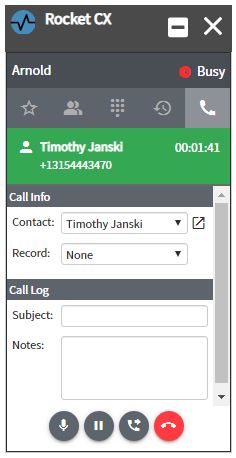 Rocket CX
Arnold Busy
Timothy Janski 00:01:41
+13154443470
Call Info
Contact: Timothy Janski
Record: None
Call Log
Subject:
Notes: